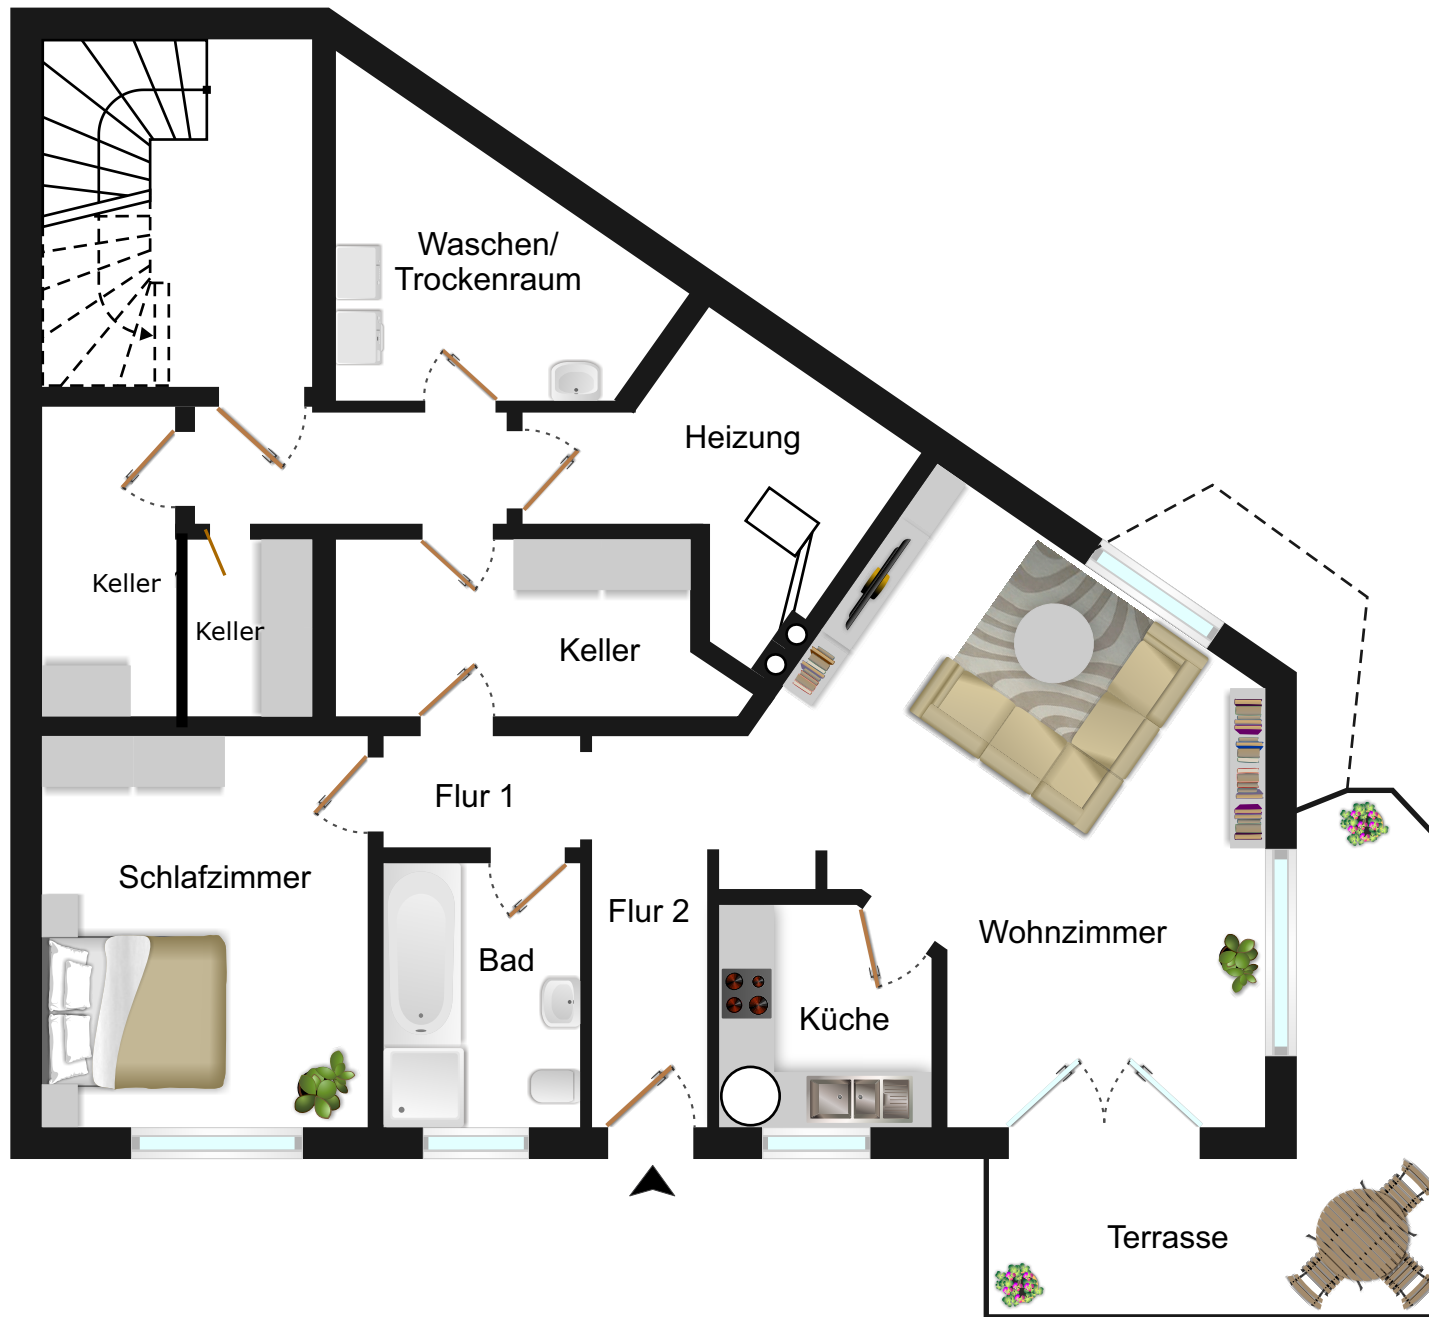 Waschen/
Trockenraum
Heizung
Keller
Keller
Keller
Flur 1
Schlafzimmer
Flur 2
Bad
Wohnzimmer
Küche
Terrasse